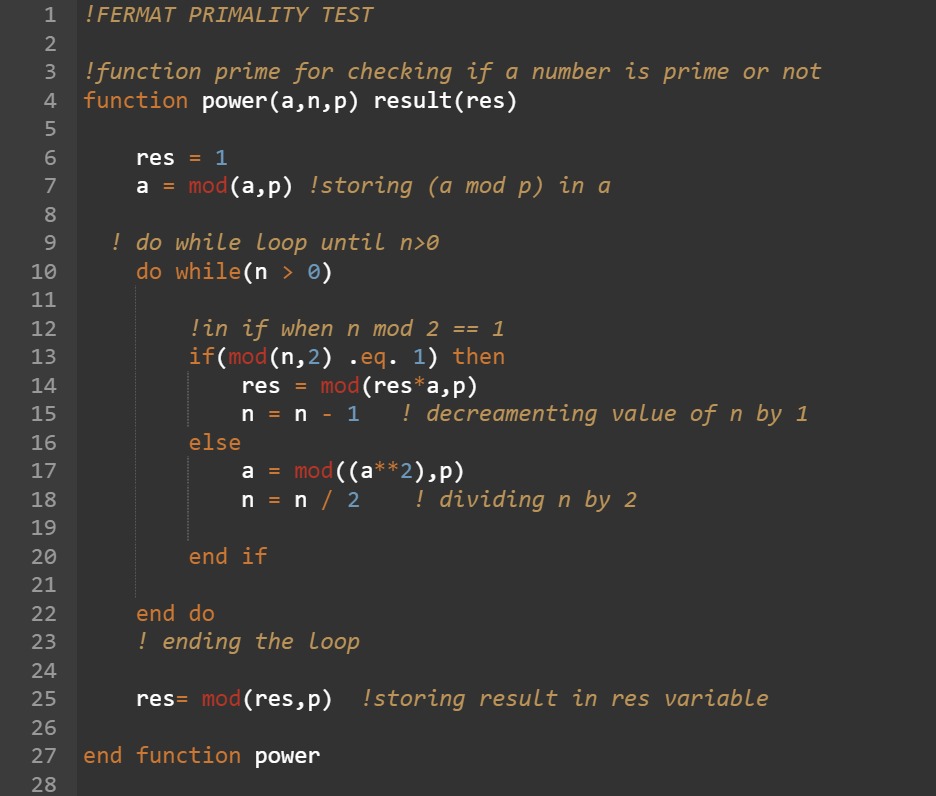 1 !FERMAT PRIMALITY TEST
2
3 !function prime for checking if a number is prime or not
4 function power(a,n,p) result(res)
5
6 res = 1
7 a = mod(a,p) !storing (a mod p) in a
8
9 ! do while loop until n>0
10 do while(n > 0)
11
12 !in if when n mod 2 == 1
13 if(mod(n,2) .eq. 1) then
14 res = mod(res*a,p)
15 n = n - 1 ! decreamenting value of n by 1
16 else
17 a = mod((a**2),p)
18 n = n / 2 ! dividing n by 2
19
20 end if
21
22 end do
23 ! ending the loop
24
25 res= mod(res,p) !storing result in res variable
26
27 end function power
28